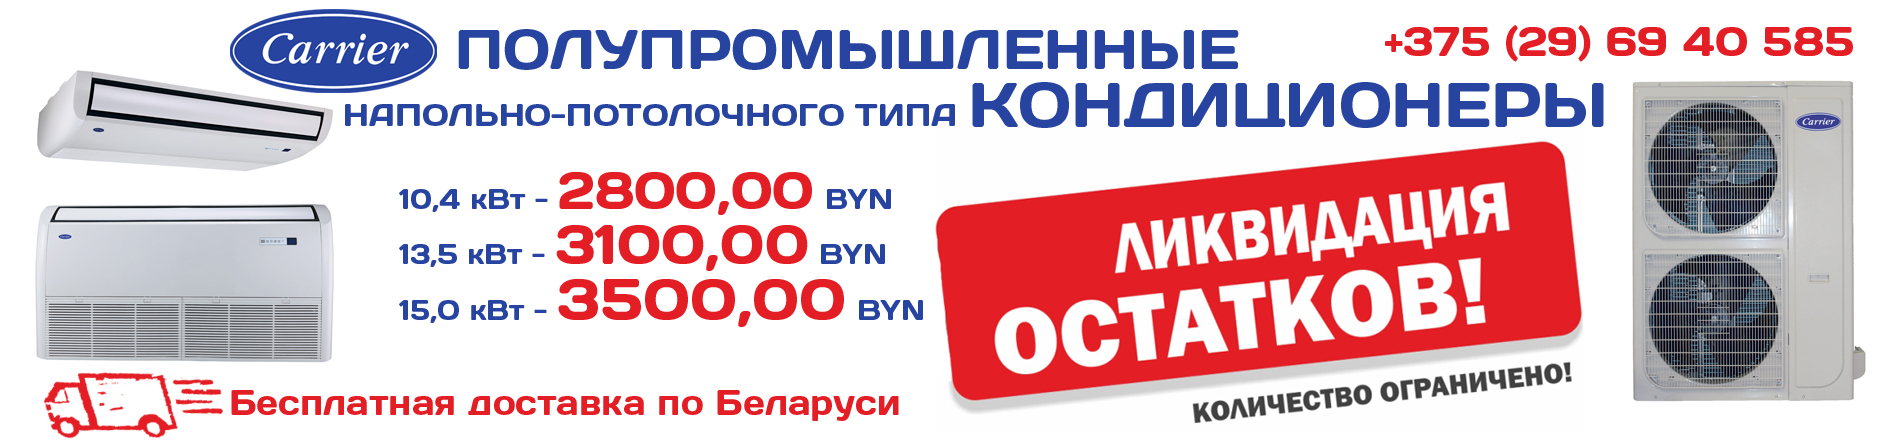 Carrier ПОЛУПРОМЫШЛЕННЫЕ
+375 (29) 69 40 585
НАПОЛЬНО-ПОТОЛОЧНОГО ТИПА КОНДИЦИОНЕРЫ
10,4 кВт - 2800,00 BYN
13,5 кВт - 3100,00 BYN
15,0 кВт - 3500,00 BYN
ЛИКВИДАЦИЯ
ОСТАТКОВ!
КОЛИЧЕСТВО ОГРАНИЧЕНО!
Бесплатная доставка по Беларуси
Carrier